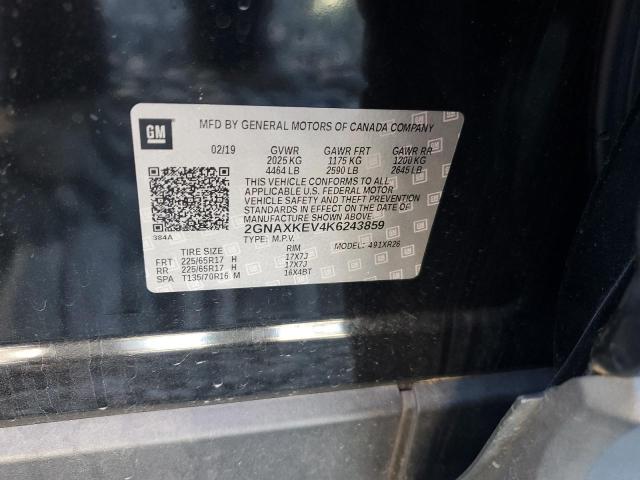 GM
MFD BY GENERAL MOTORS OF CANADA COMPANY
02/19 GVWR GAWR FRT GAWR RR
2025 KG 1175 KG 1200 KG
4464 LB 2590 LB 2645 LB
THIS VEHICLE CONFORMS TO ALL
APPLICABLE U.S. FEDERAL MOTOR
VEHICLE SAFETY AND THEFT PREVENTION
STANDARDS IN EFFECT ON THE DATE OF
MANUFACTURE SHOWN ABOVE.
384A
2GNAXKEV4K6243859
TYPE: M.P.V. MODEL: 491XR26
TIRE SIZE RIM
FRT 225/65R17 H 17X7J
RR 225/65R17 H 17X7J
SPA T135/70R16 M 16X4BT